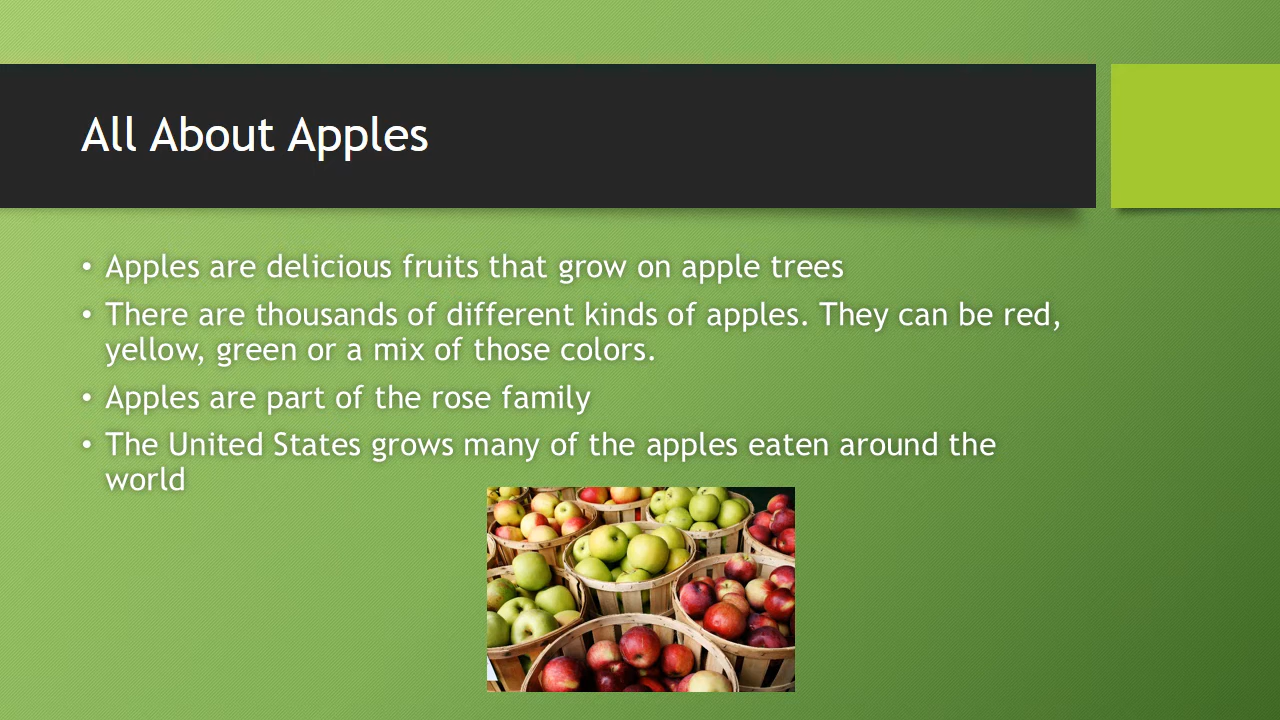 All About Apples
• Apples are delicious fruits that grow on apple trees
• There are thousands of different kinds of apples. They can be red,
yellow, green or a mix of those colors.
• Apples are part of the rose family
• The United States grows many of the apples eaten around the
world